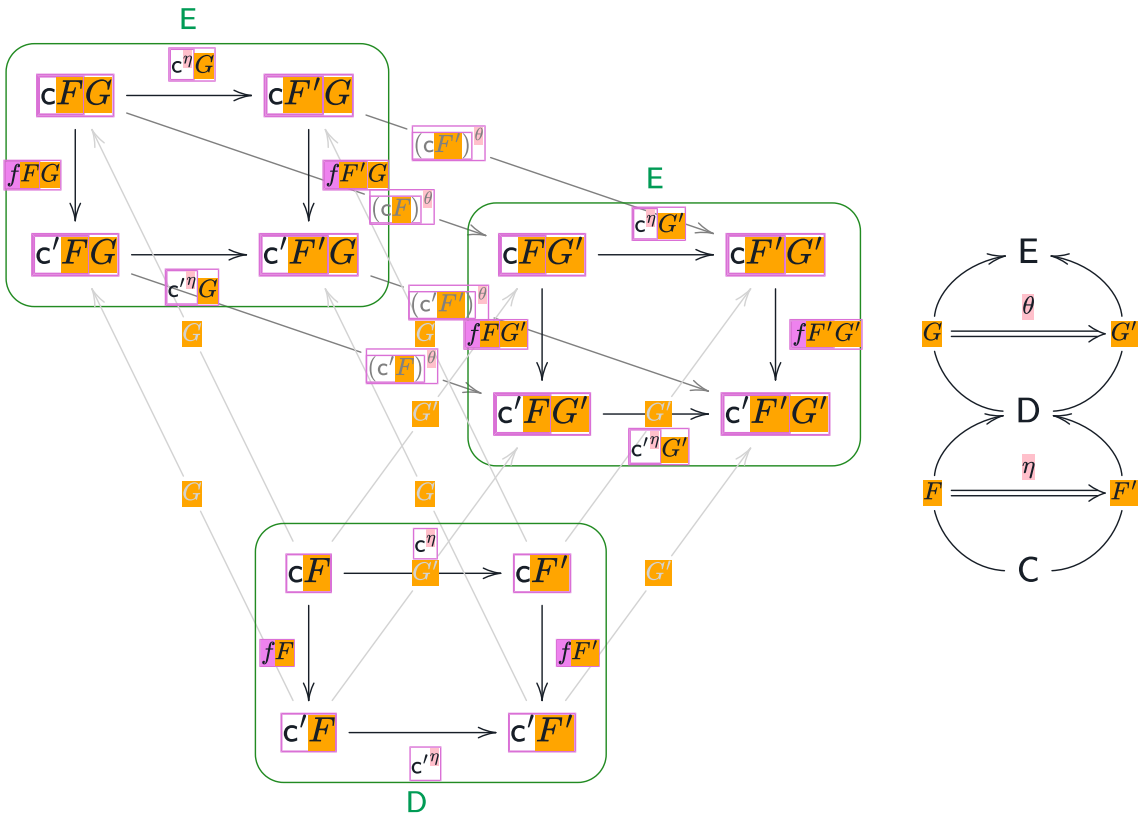 E
c^η G
cFG
cF′G
(cF′)^θ
fFG
fF′G
E
(cF)^θ
c^η G′
c′FG
c′F′G
cFG′
cF′G′
E
c′^η G
(c′F′)^θ
θ
G
G
fFG′
fF′G′
G
G′
(c′F)^θ
c′FG′
G′
G′
c′F′G′
D
c′^η G′
η
G
G
F
F′
c^η
cF
G′
cF′
G′
C
fF
fF′
c′F
c′F′
c′^η
D